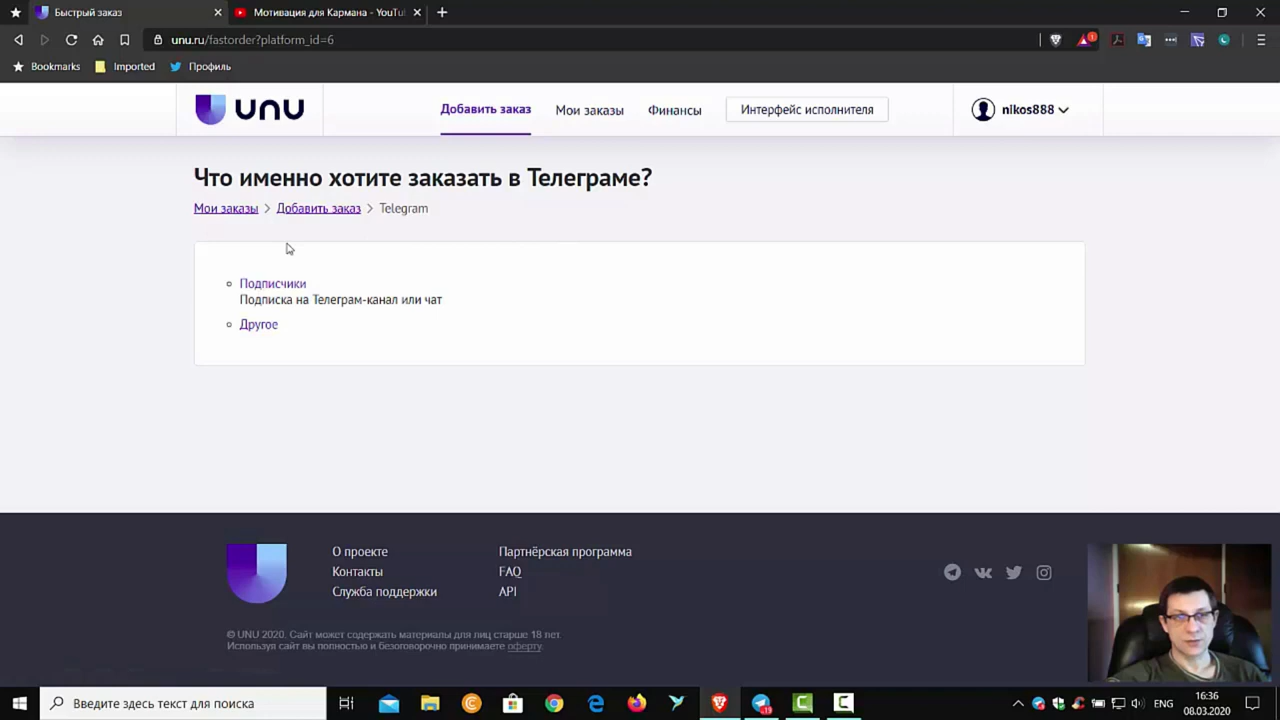 Быстрый заказ
Мотивация для Кармана - YouTu
unu.ru/fastorder?platform_id=6
1
Bookmarks
Imported
Профиль
unu
Добавить заказ
Мои заказы
Финансы
Интерфейс исполнителя
nikos888
Что именно хотите заказать в Телеграме?
Мои заказы > Добавить заказ > Telegram
Подписчики
Подписка на Телеграм-канал или чат
Другое
О проекте
Партнёрская программа
Контакты
FAQ
Служба поддержки
API
© UNU 2020. Сайт может содержать материалы для лиц старше 18 лет.
Используя сайт вы полностью и безоговорочно принимаете оферту.
Введите здесь текст для поиска
ENG
16:36
08.03.2020